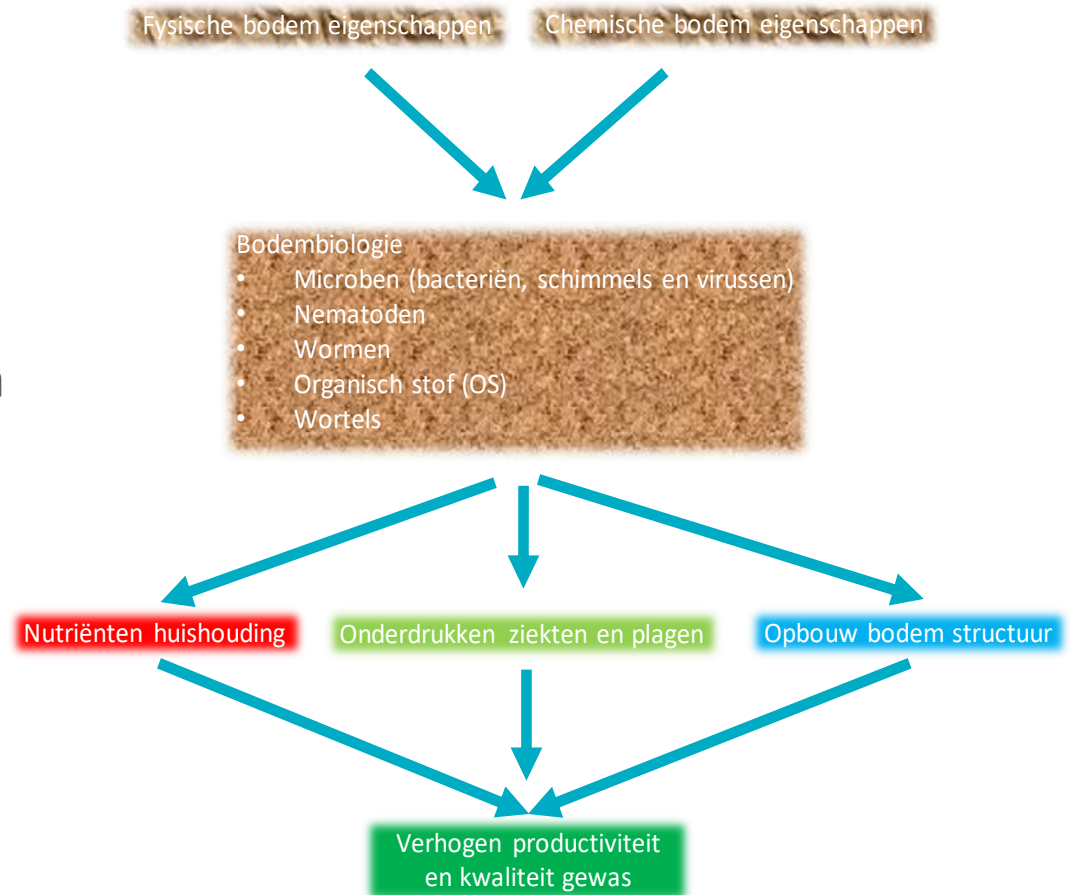 Fysische bodem eigenschappen
Chemische bodem eigenschappen
Bodembiologie
• Microben (bacteriën, schimmels en virussen)
• Nematoden
• Wormen
• Organisch stof (OS)
• Wortels
Nutriënten huishouding
Onderdrukken ziekten en plagen
Opbouw bodem structuur
Verhogen productiviteit
en kwaliteit gewas